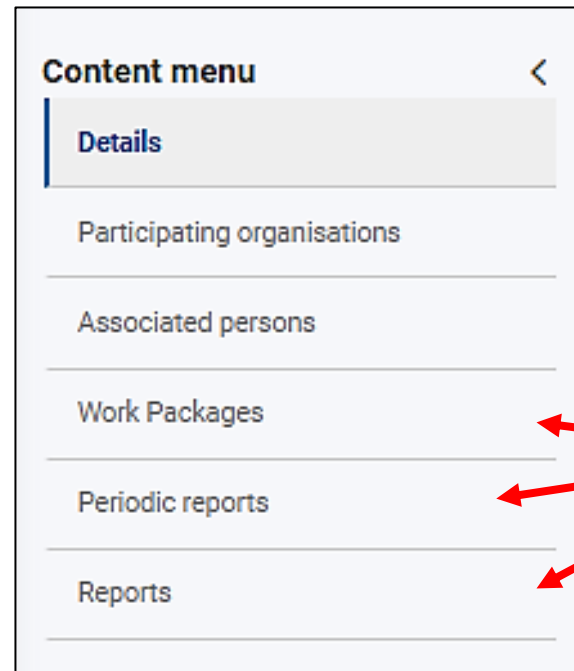 Content menu
Details
Participating organisations
Associated persons
Work Packages
Periodic reports
Reports